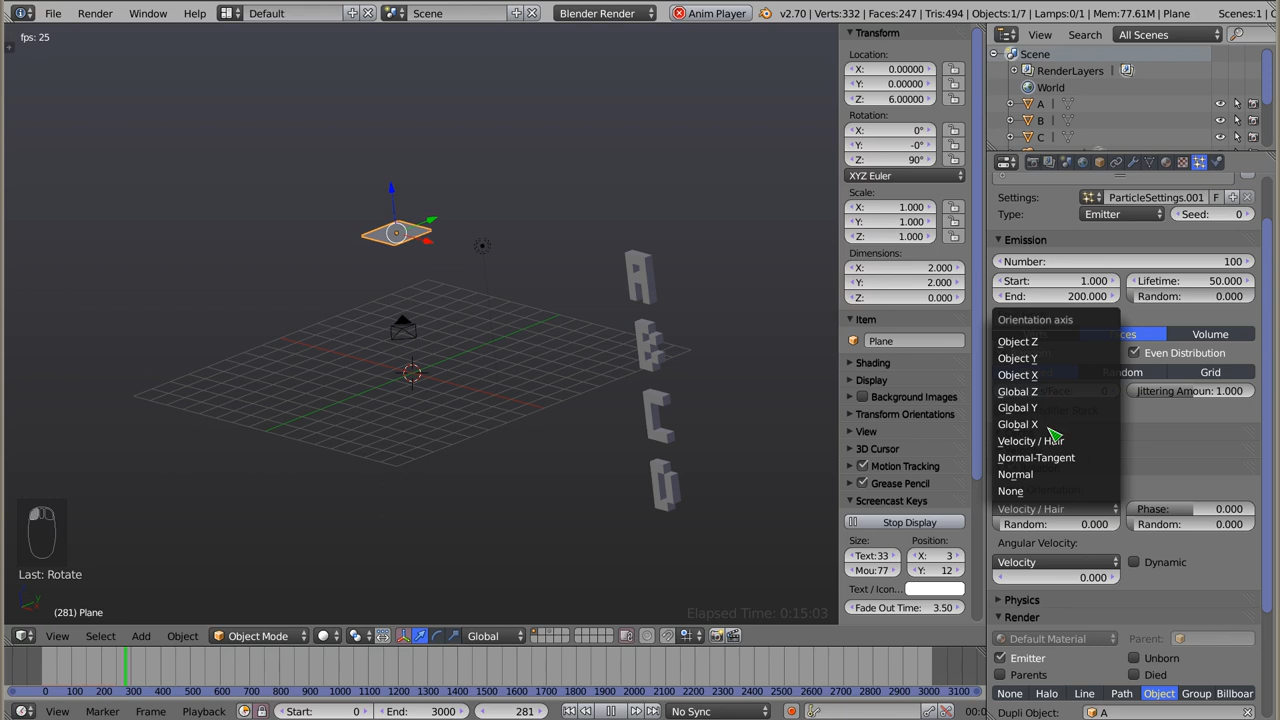 File Render Window Help Default Scene Blender Render Anim Player v2.70 | Verts:332 | Faces:247 | Tris:494 | Objects:1/7 | Lamps:0/1 | Mem:77.61M | Plane Scenes:1
fps: 25
Transform
Location:
X: 0.00000
Y: 0.00000
Z: 6.00000
Rotation:
X: 0°
Y: -0°
Z: 90°
XYZ Euler
Scale:
X: 1.000
Y: 1.000
Z: 1.000
Dimensions:
X: 2.000
Y: 2.000
Z: 0.000
Item
Plane
Shading
Display
Background Images
Transform Orientations
View
3D Cursor
Motion Tracking
Grease Pencil
Screencast Keys
Stop Display
Size: Position:
Text:33 X: 3
Mou:77 Y: 12
Text / Icon...
Fade Out Time: 3.50
View Search All Scenes
Scene
RenderLayers
World
A
B
C
Settings: ParticleSettings.001 F
Type: Emitter Seed: 0
Emission
Number: 100
Start: 1.000 Lifetime: 50.000
End: 200.000 Random: 0.000
Orientation axis
Object Z
Object Y
Object X
Global Z
Global Y
Global X
Velocity / Hair
Normal-Tangent
Normal
None
Faces Volume
Even Distribution
Random Grid
Jittering Amoun: 1.000
Velocity / Hair Phase: 0.000
Random: 0.000 Random: 0.000
Angular Velocity:
Velocity Dynamic
0.000
Physics
Render
Default Material Parent:
Emitter Unborn
Parents Died
None Halo Line Path Object Group Billboar
Dupli Object: A
A
B
C
D
Last: Rotate
(281) Plane
Elapsed Time: 0:15:03
View Select Add Object Object Mode Global
0 100 200 300 400 500 600 700 800 900 1000 1100 1200 1300 1400 1500 1600 1700 1800 1900 2000 2100 2200 2300 2400 2500 2600 2700 2800 2900 3000 3100
View Marker Frame Playback Start: 0 End: 3000 281 No Sync